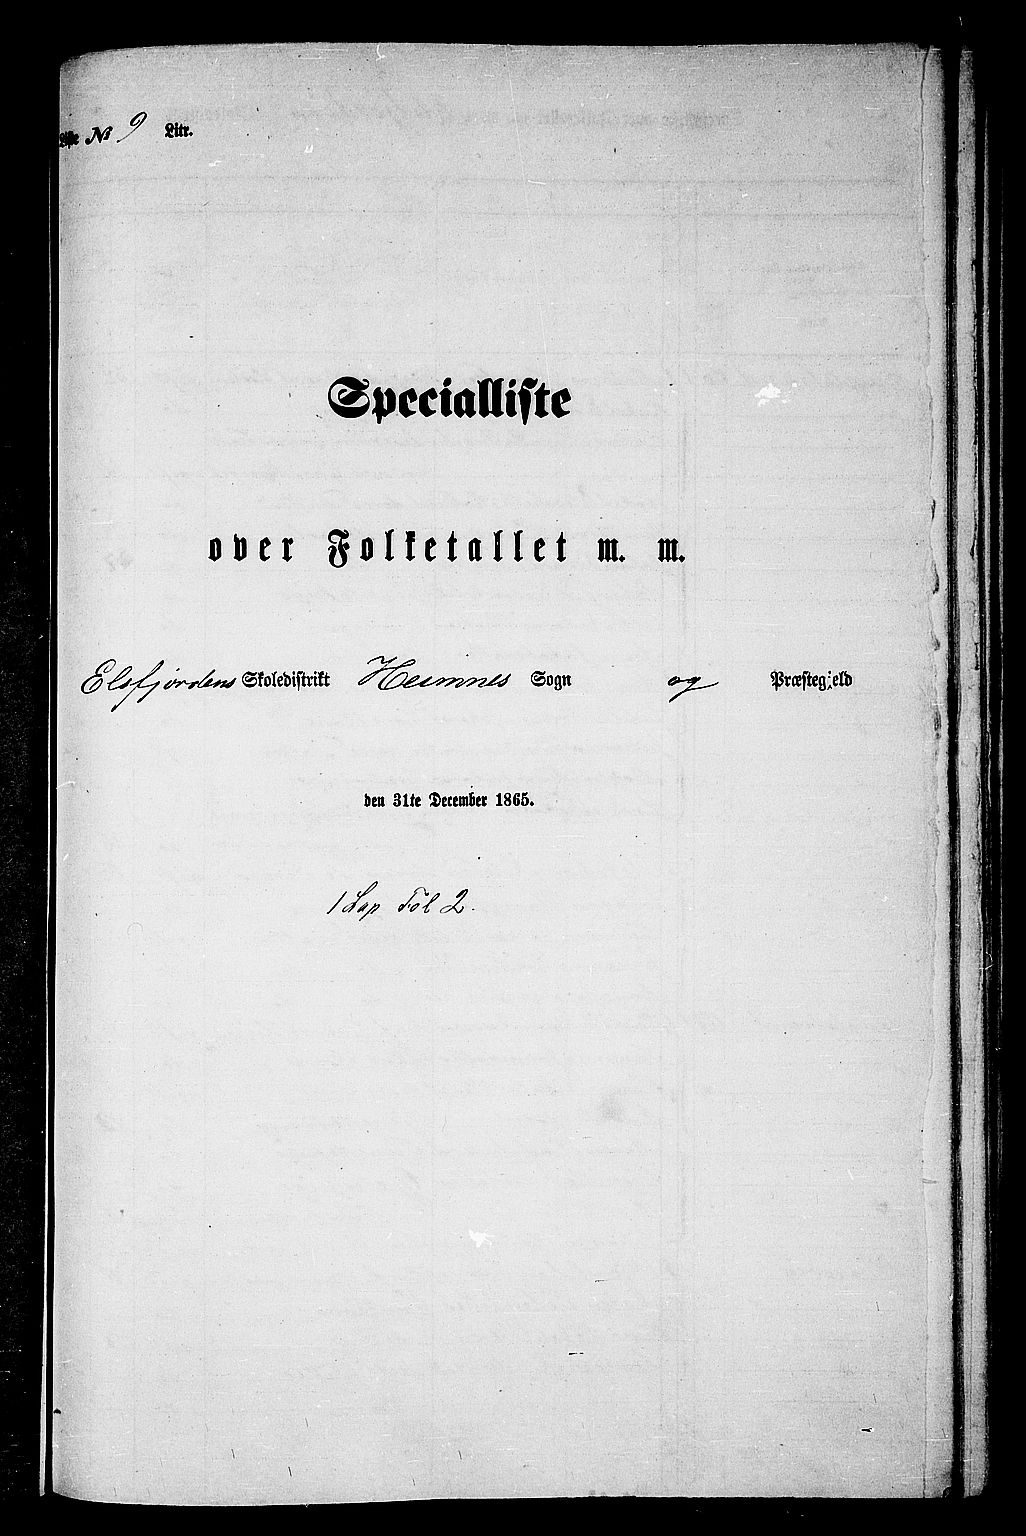 Liste No 9 Litr.
Specialliste
over Folketallet m. m.
Elsfjordens Skoledistrikt Hemnes Sogn og Præstegjeld
den 31te December 1865.
1 Lap Föl 2.